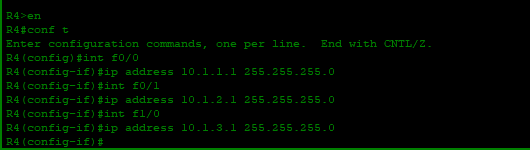 R4>en
R4#conf t
Enter configuration commands, one per line.  End with CNTL/Z.
R4(config)#int f0/0
R4(config-if)#ip address 10.1.1.1 255.255.255.0
R4(config-if)#int f0/1
R4(config-if)#ip address 10.1.2.1 255.255.255.0
R4(config-if)#int f1/0
R4(config-if)#ip address 10.1.3.1 255.255.255.0
R4(config-if)#